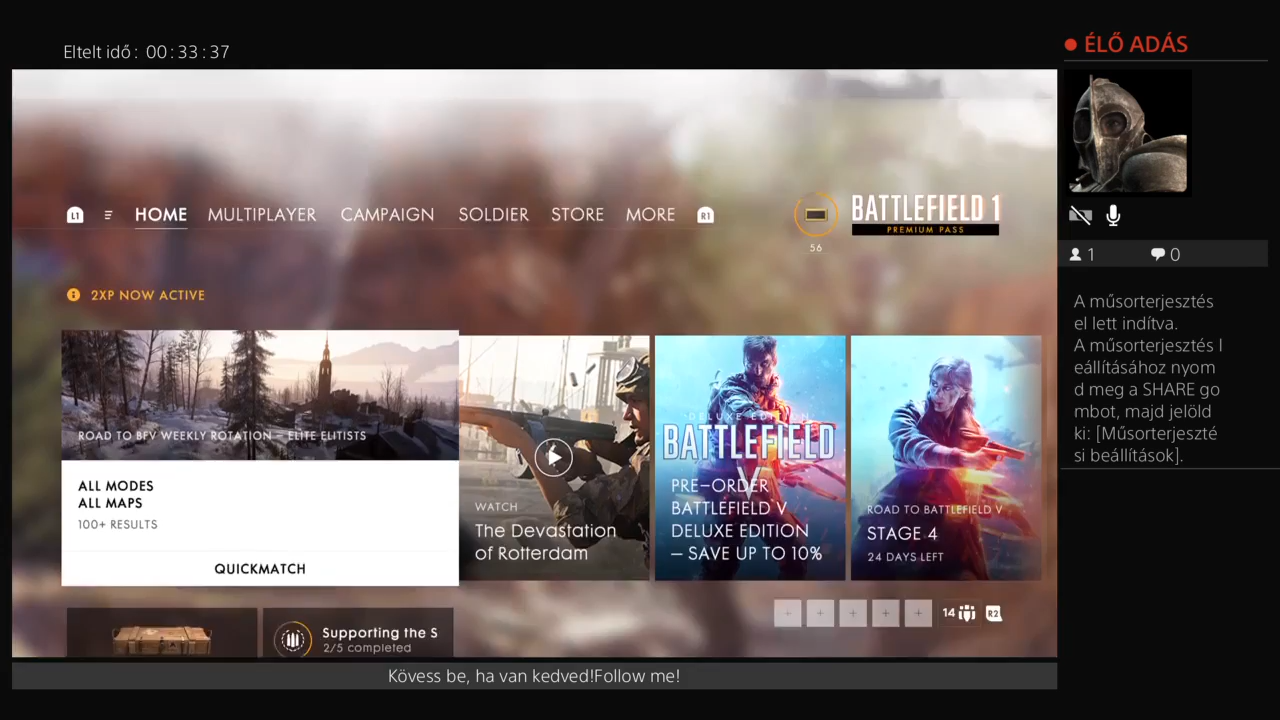 Eltelt idő : 00:33:37
ÉLŐ ADÁS
L1
HOME MULTIPLAYER CAMPAIGN SOLDIER STORE MORE
R1
56
BATTLEFIELD 1
PREMIUM PASS
1 0
2XP NOW ACTIVE
A műsorterjesztés
el lett indítva.
A műsorterjesztés l
eállításához nyom
d meg a SHARE go
mbot, majd jelöld
ki: [Műsorterjeszté
si beállítások].
ROAD TO BFV WEEKLY ROTATION – ELITE ELITISTS
ALL MODES
ALL MAPS
100+ RESULTS
QUICKMATCH
WATCH
The Devastation
of Rotterdam
DELUXE EDITION
BATTLEFIELD
V
PRE–ORDER
BATTLEFIELD V
DELUXE EDITION
– SAVE UP TO 10%
ROAD TO BATTLEFIELD V
STAGE 4
24 DAYS LEFT
+ + + + + 14 R2
Supporting the S
2/5 completed
Kövess be, ha van kedved!Follow me!